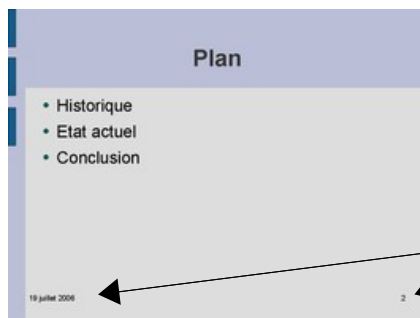 Plan
• Historique
• Etat actuel
• Conclusion
19 juillet 2006 2